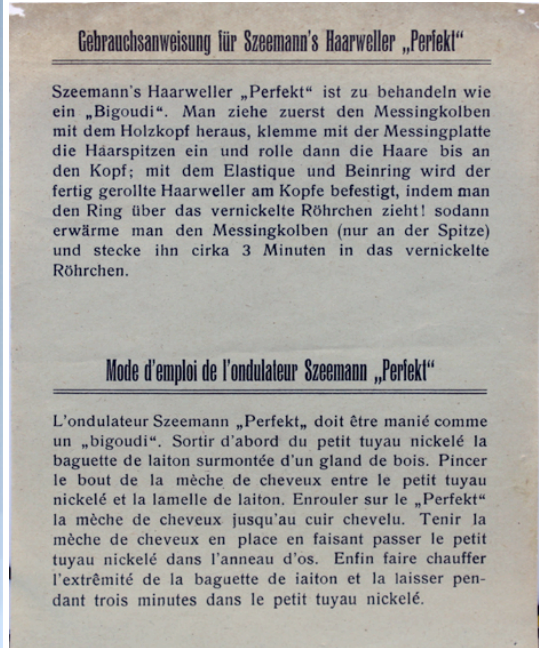 Gebrauchsanweisung für Szeemann's Haarweller „Perfekt“
Szeemann's Haarweller „Perfekt“ ist zu behandeln wie
ein „Bigoudi“. Man ziehe zuerst den Messingkolben
mit dem Holzkopf heraus, klemme mit der Messingplatte
die Haarspitzen ein und rolle dann die Haare bis an
den Kopf; mit dem Elastique und Beinring wird der
fertig gerollte Haarweller am Kopfe befestigt, indem man
den Ring über das vernickelte Röhrchen zieht! sodann
erwärme man den Messingkolben (nur an der Spitze)
und stecke ihn cirka 3 Minuten in das vernickelte
Röhrchen.
Mode d'emploi de l'ondulateur Szeemann „Perfekt“
L'ondulateur Szeemann „Perfekt„ doit être manié comme
un „bigoudi“. Sortir d'abord du petit tuyau nickelé la
baguette de laiton surmontée d'un gland de bois. Pincer
le bout de la mèche de cheveux entre le petit tuyau
nickelé et la lamelle de laiton. Enrouler sur le „Perfekt“
la mèche de cheveux jusqu'au cuir chevelu. Tenir la
mèche de cheveux en place en faisant passer le petit
tuyau nickelé dans l'anneau d'os. Enfin faire chauffer
l'extrêmité de la baguette de iaiton et la laisser pen-
dant trois minutes dans le petit tuyau nickelé.